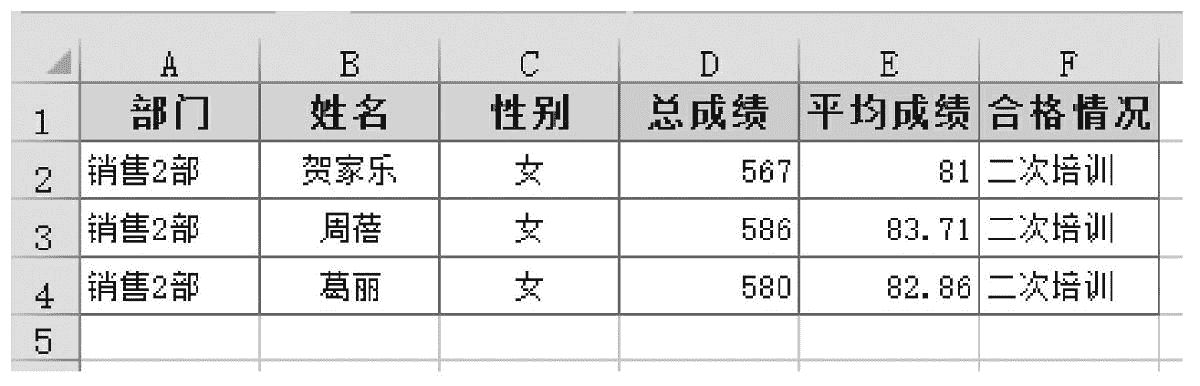 A B C D E F
1 部门 姓名 性别 总成绩 平均成绩 合格情况
2 销售2部 贺家乐 女 567 81 二次培训
3 销售2部 周蓓 女 586 83.71 二次培训
4 销售2部 葛丽 女 580 82.86 二次培训
5